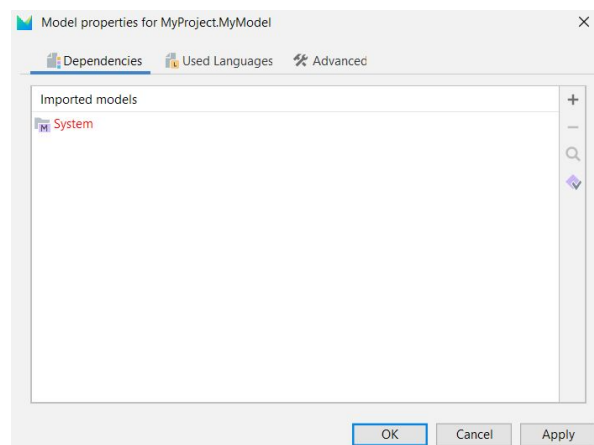 Model properties for MyProject.MyModel
Dependencies Used Languages Advanced
Imported models
System
OK Cancel Apply